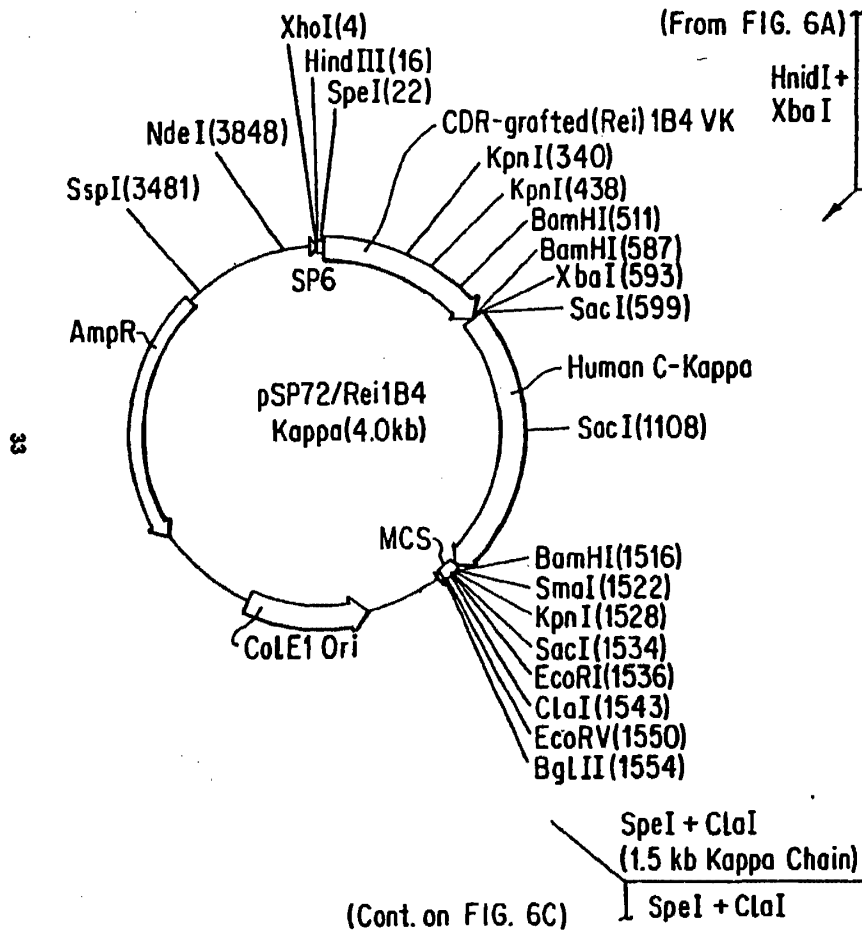 (From FIG. 6A)
HnidI+
XbaI
XhoI(4)
HindIII(16)
SpeI(22)
NdeI(3848)
SspI(3481)
CDR-grafted(Rei) 1B4 VK
KpnI(340)
KpnI(438)
BamHI(511)
BamHI(587)
XbaI(593)
SacI(599)
SP6
AmpR
pSP72/Rei1B4
Kappa(4.0kb)
Human C-Kappa
SacI(1108)
33
MCS
BamHI(1516)
SmaI(1522)
KpnI(1528)
SacI(1534)
EcoRI(1536)
ClaI(1543)
EcoRV(1550)
BglII(1554)
ColE1 Ori
SpeI + ClaI
(1.5 kb Kappa Chain)
SpeI + ClaI
(Cont. on FIG. 6C)